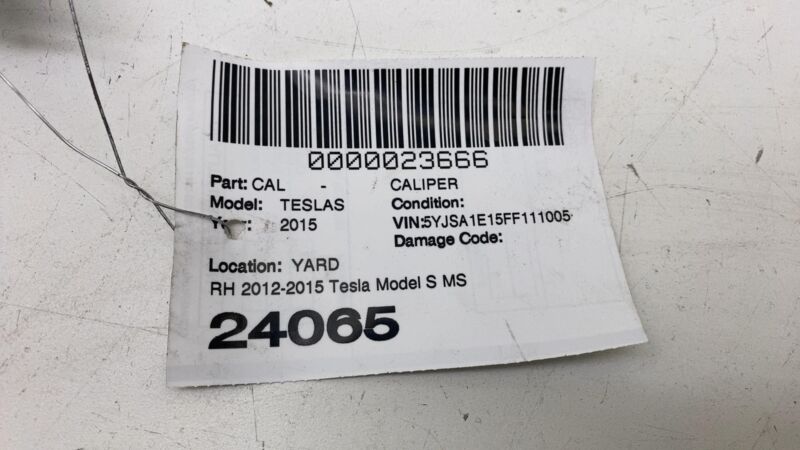 0000023666
Part: CAL - CALIPER
Model: TESLAS Condition:
Year: 2015 VIN:5YJSA1E15FF111005
Damage Code:
Location: YARD
RH 2012-2015 Tesla Model S MS
24065